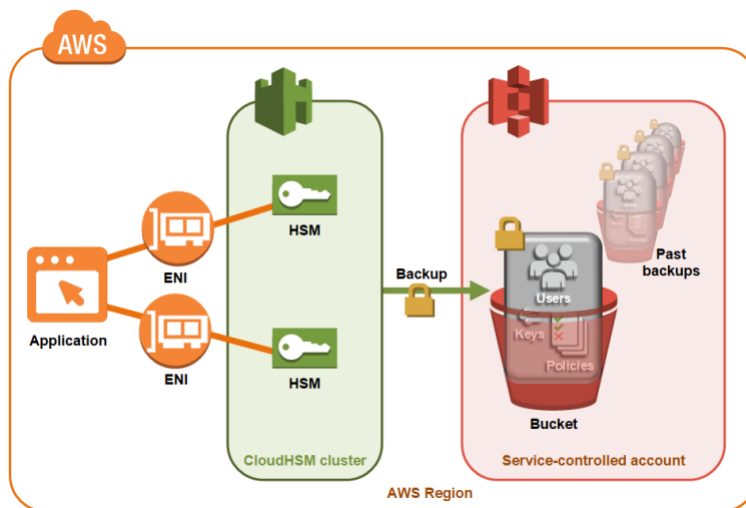 AWS
HSM
ENI
Application
ENI
HSM
Backup
Past
backups
Users
Keys
Policies
Bucket
CloudHSM cluster
Service-controlled account
AWS Region